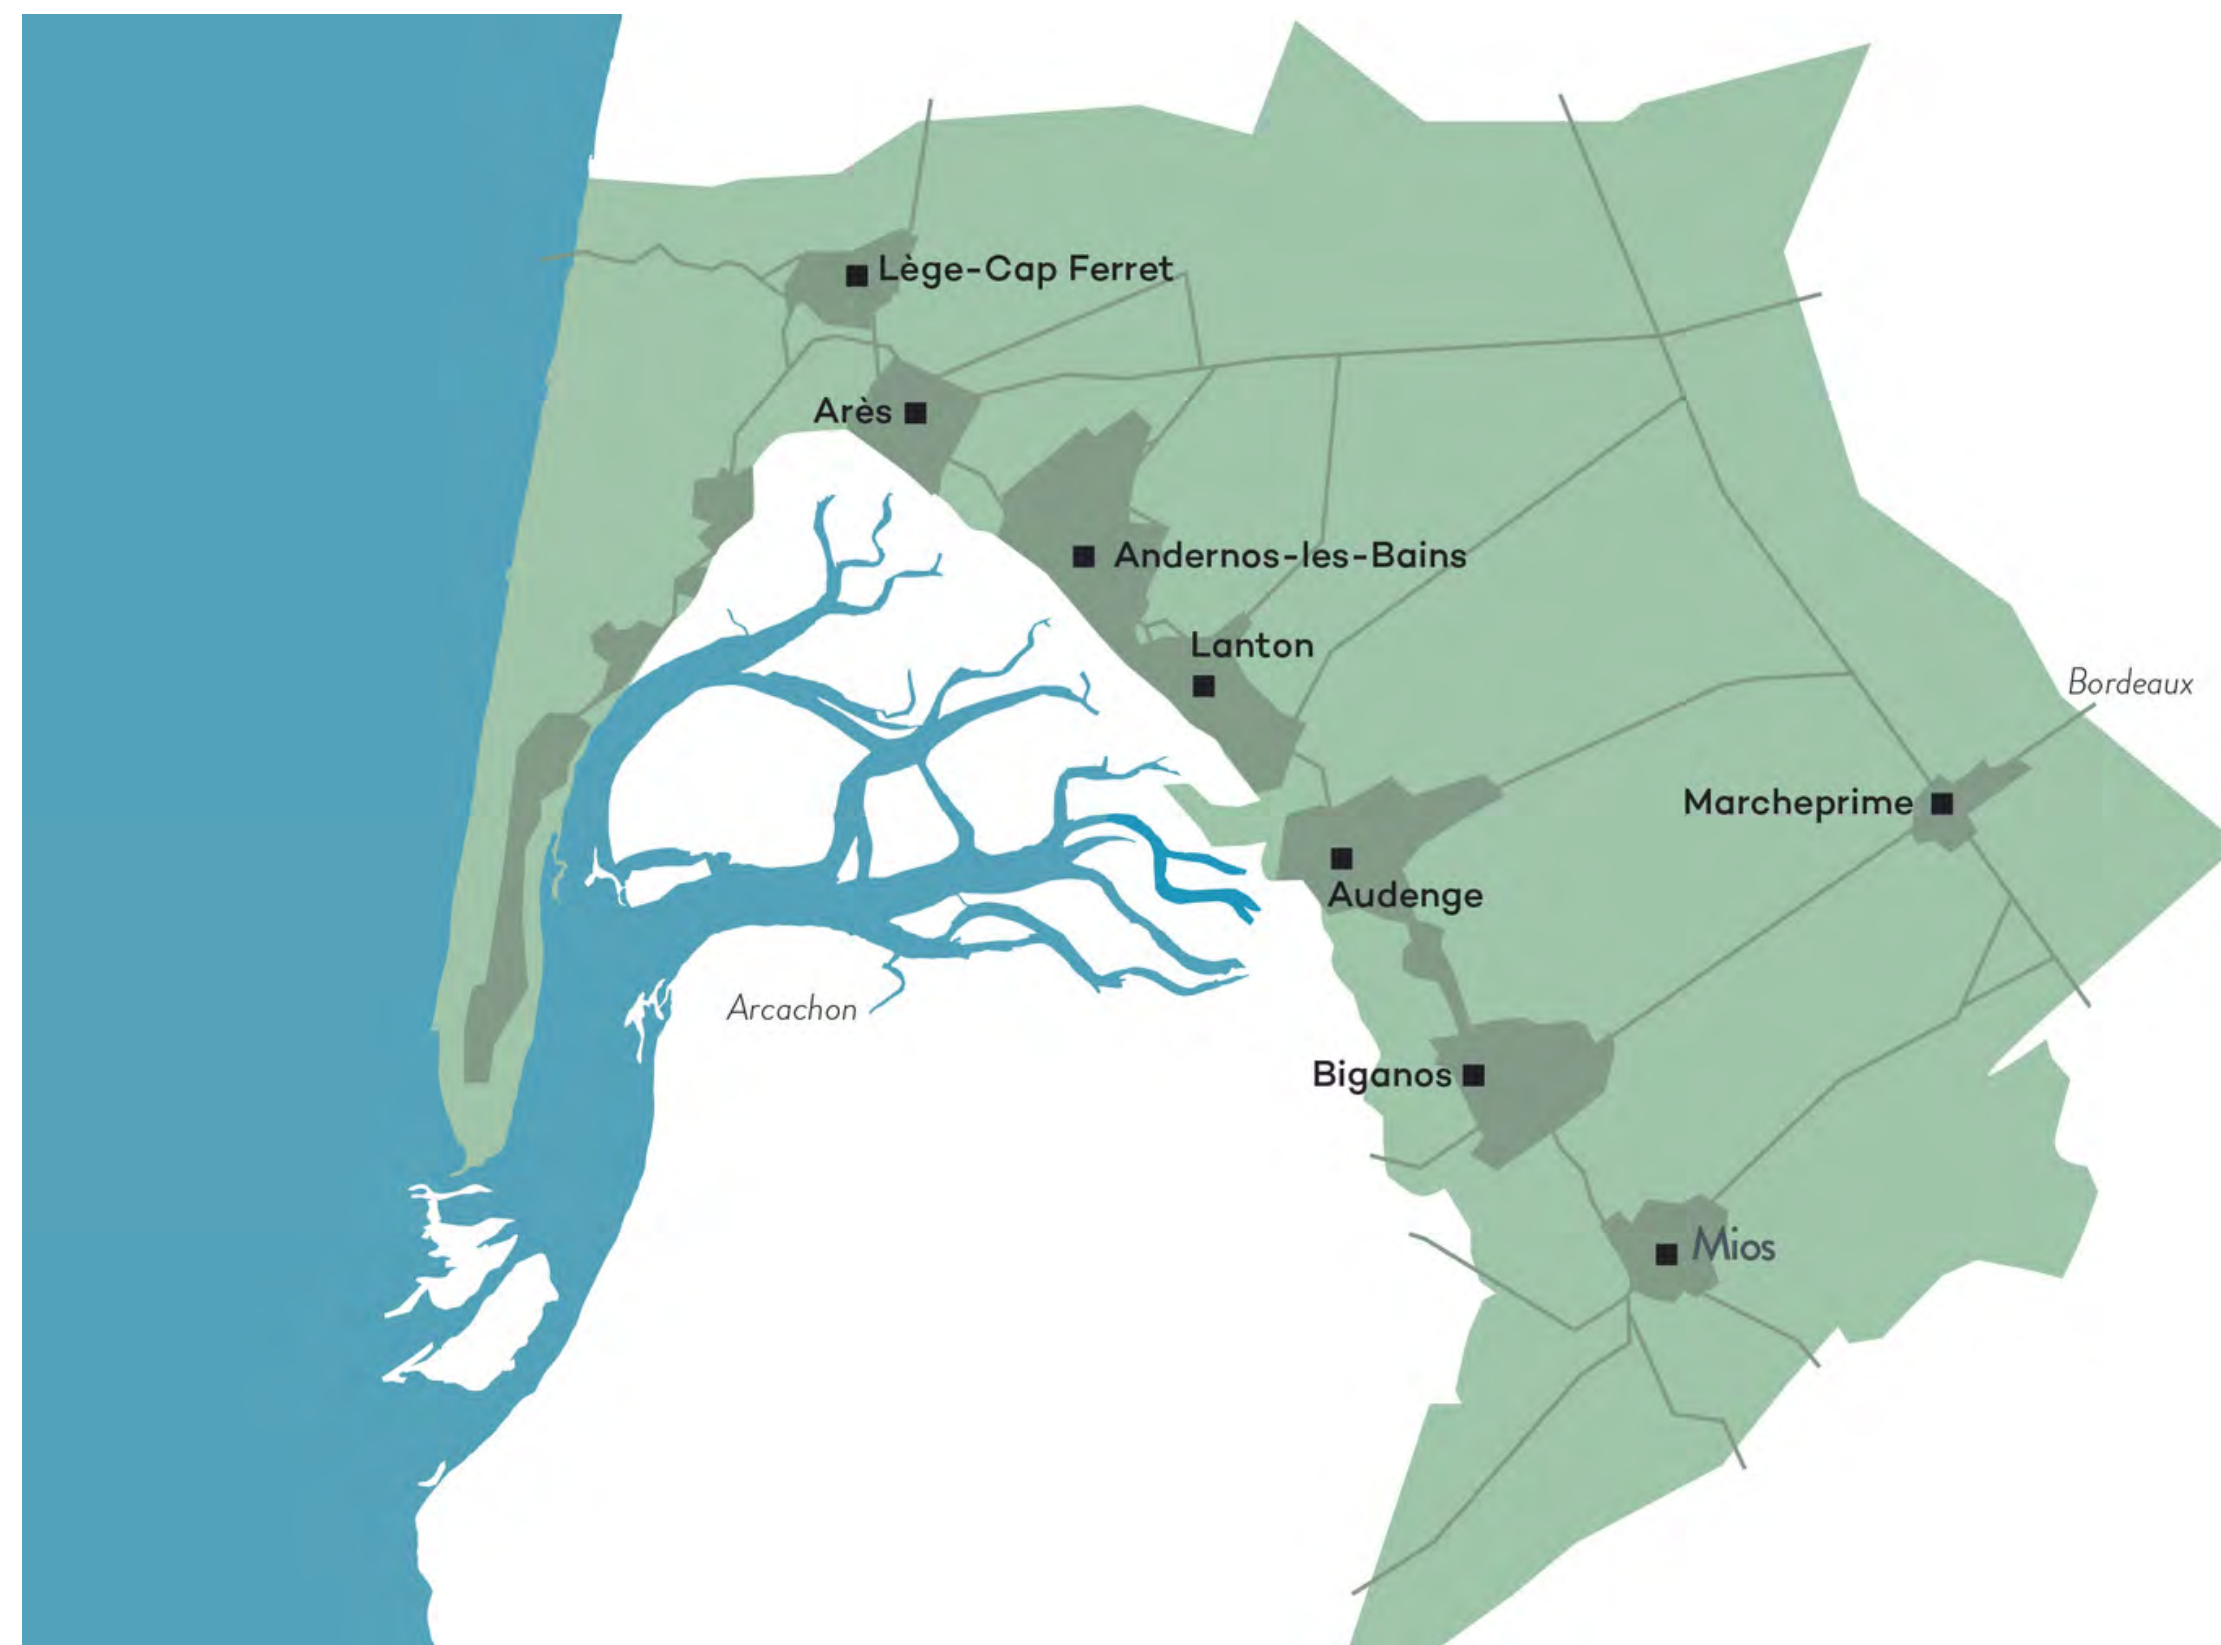 Lège-Cap Ferret
Arès
Andernos-les-Bains
Lanton
Bordeaux
Marcheprime
Audenge
Arcachon
Biganos
Mios